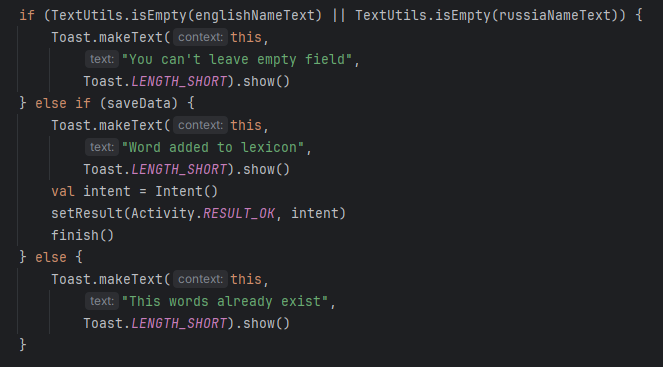 if (TextUtils.isEmpty(englishNameText) || TextUtils.isEmpty(russiaNameText)) {
    Toast.makeText( context: this,
        text: "You can't leave empty field",
        Toast.LENGTH_SHORT).show()
} else if (saveData) {
    Toast.makeText( context: this,
        text: "Word added to lexicon",
        Toast.LENGTH_SHORT).show()
    val intent = Intent()
    setResult(Activity.RESULT_OK, intent)
    finish()
} else {
    Toast.makeText( context: this,
        text: "This words already exist",
        Toast.LENGTH_SHORT).show()
}